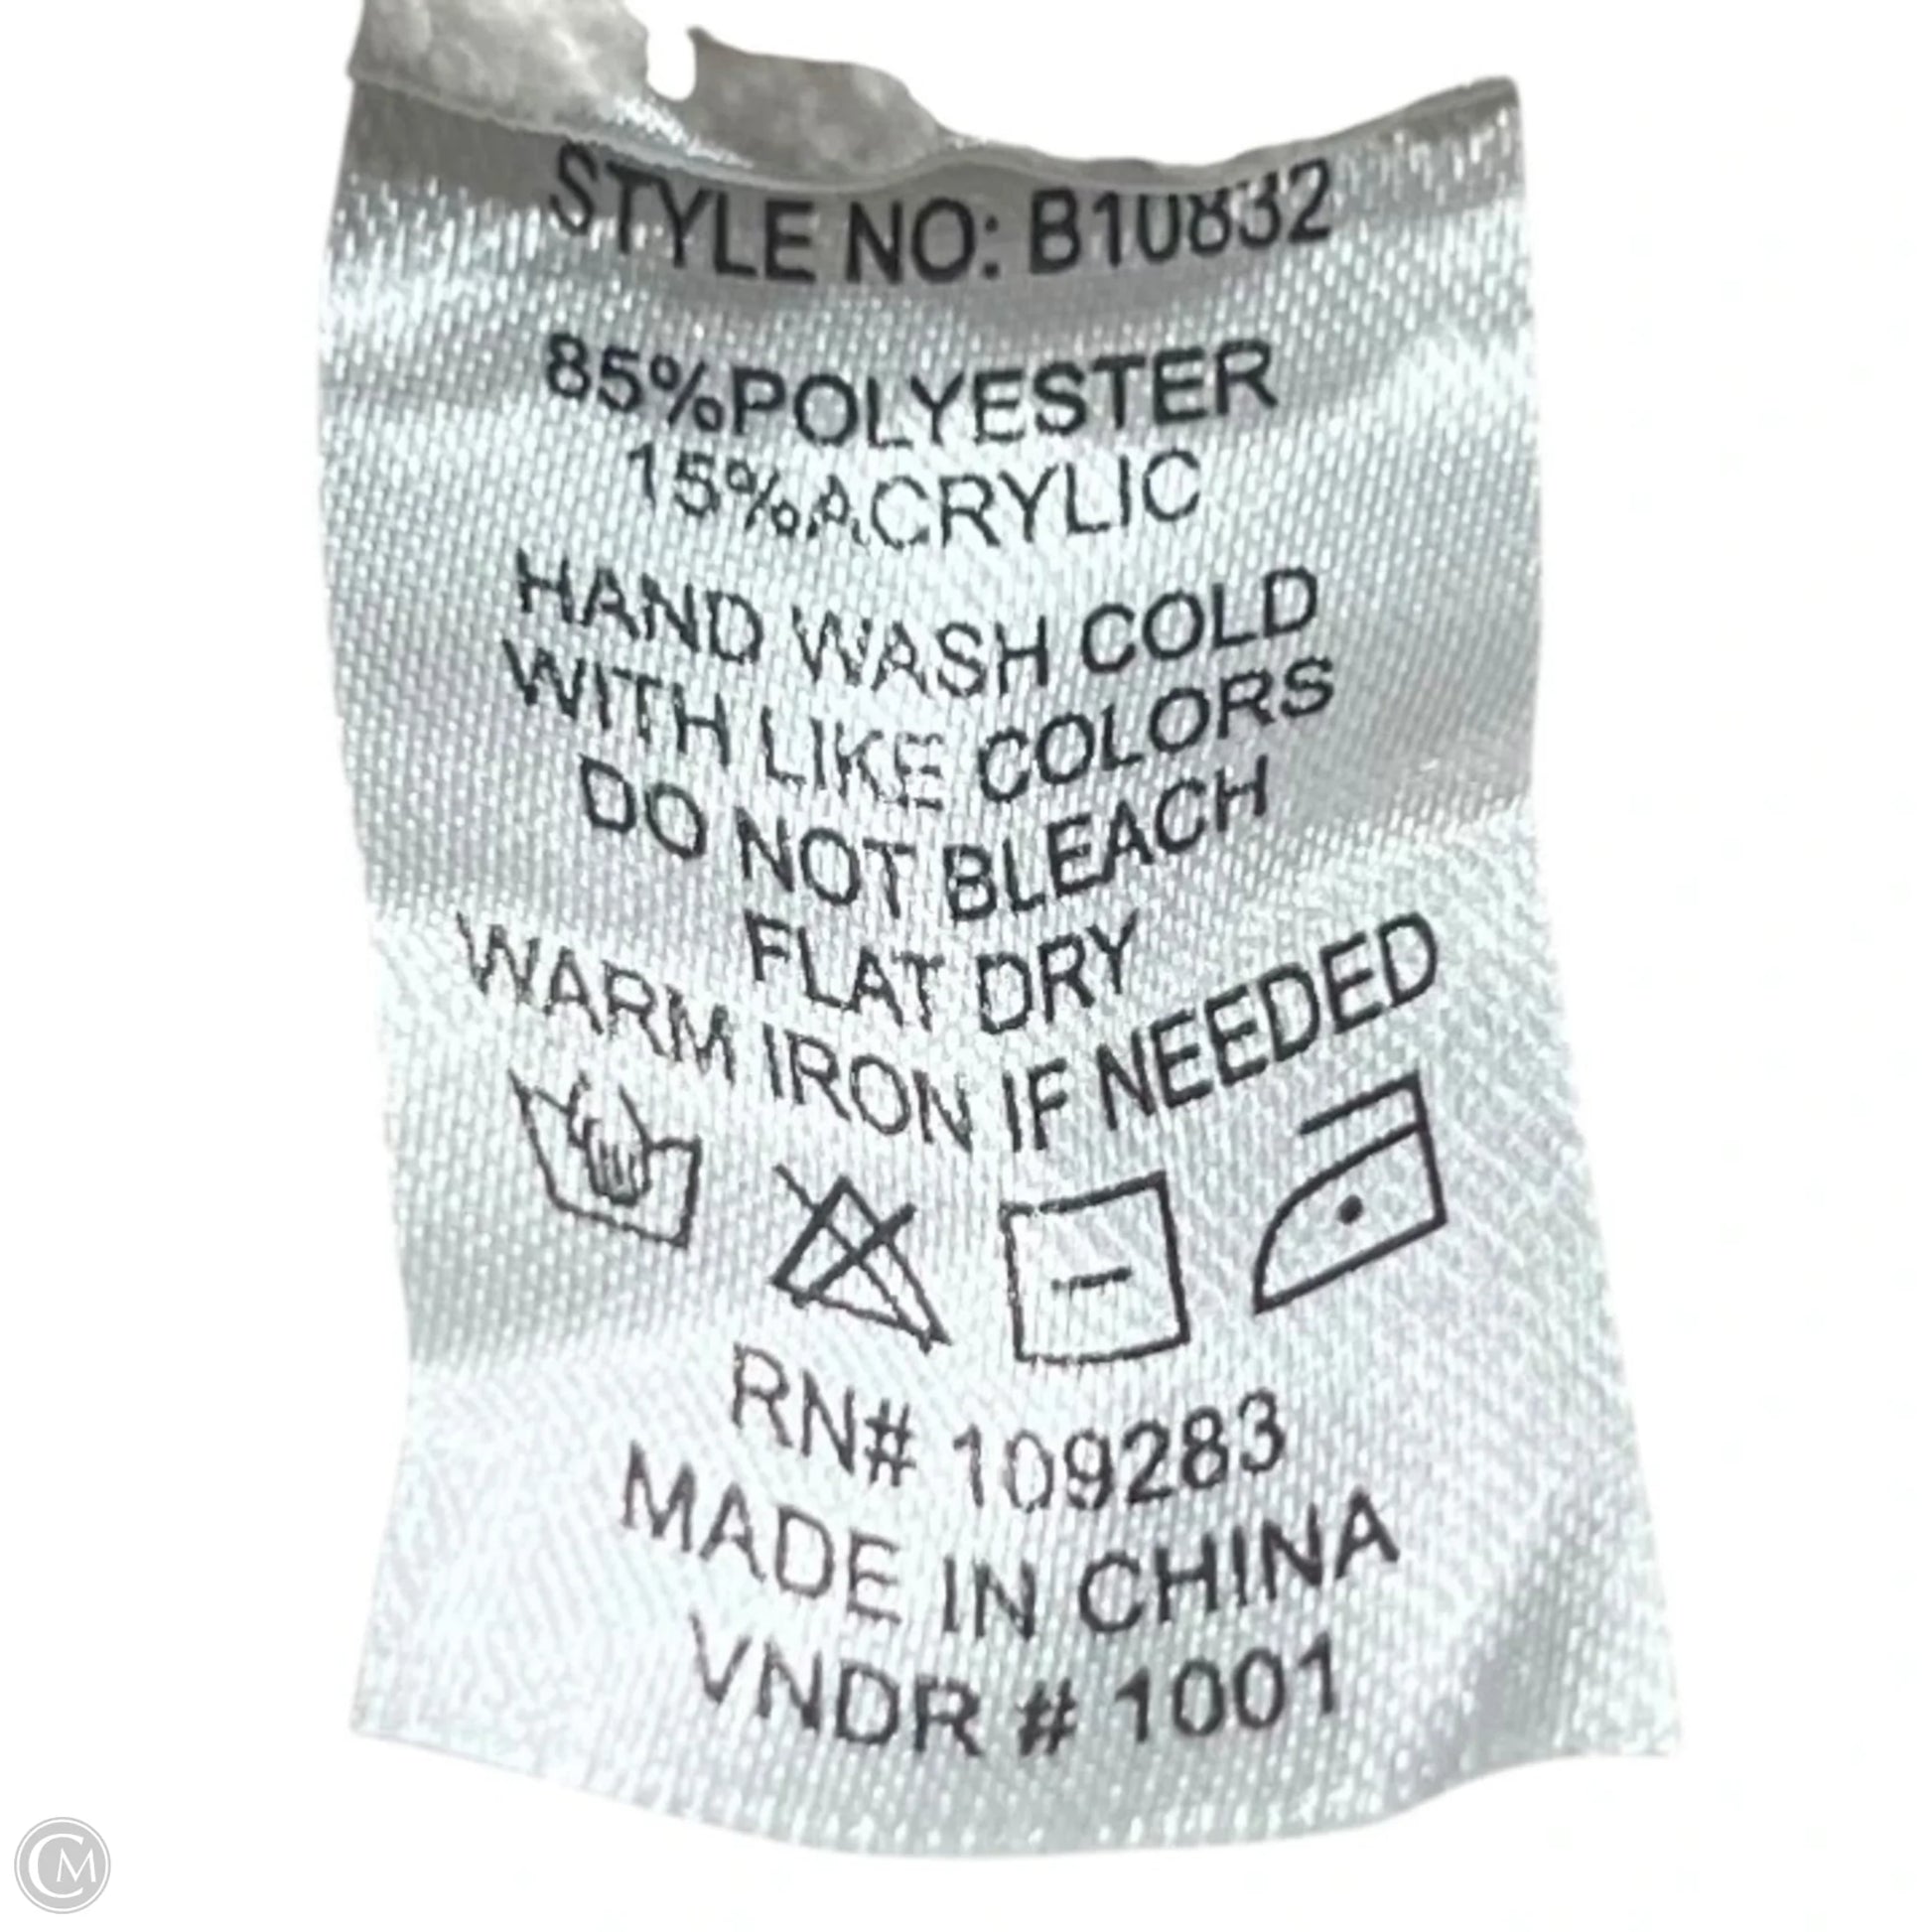 STYLE NO: B10832
85%POLYESTER
15%ACRYLIC
HAND WASH COLD
WITH LIKE COLORS
DO NOT BLEACH
FLAT DRY
WARM IRON IF NEEDED
RN# 109283
MADE IN CHINA
VNDR # 1001
CM